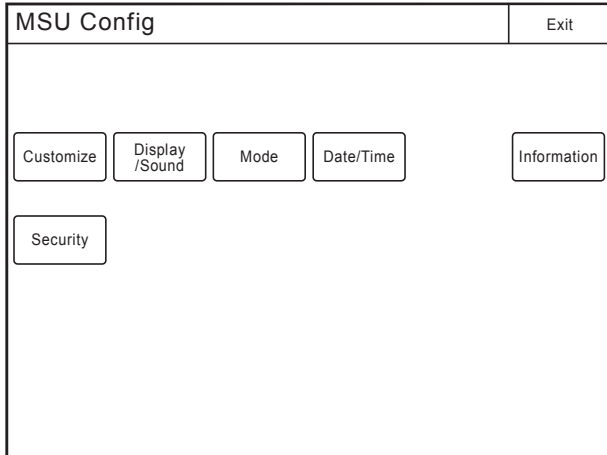 MSU Config
Exit
Customize
Display
/Sound
Mode
Date/Time
Information
Security